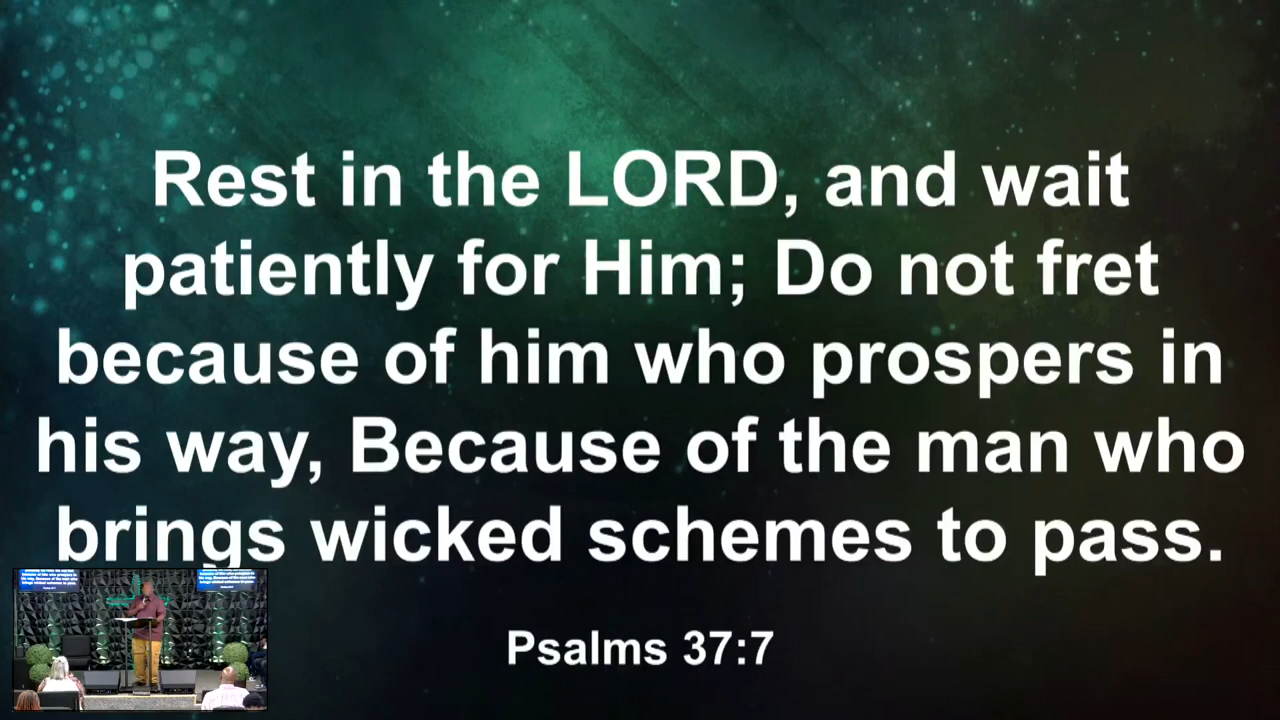 Rest in the LORD, and wait
patiently for Him; Do not fret
because of him who prospers in
his way, Because of the man who
brings wicked schemes to pass.
Psalms 37:7